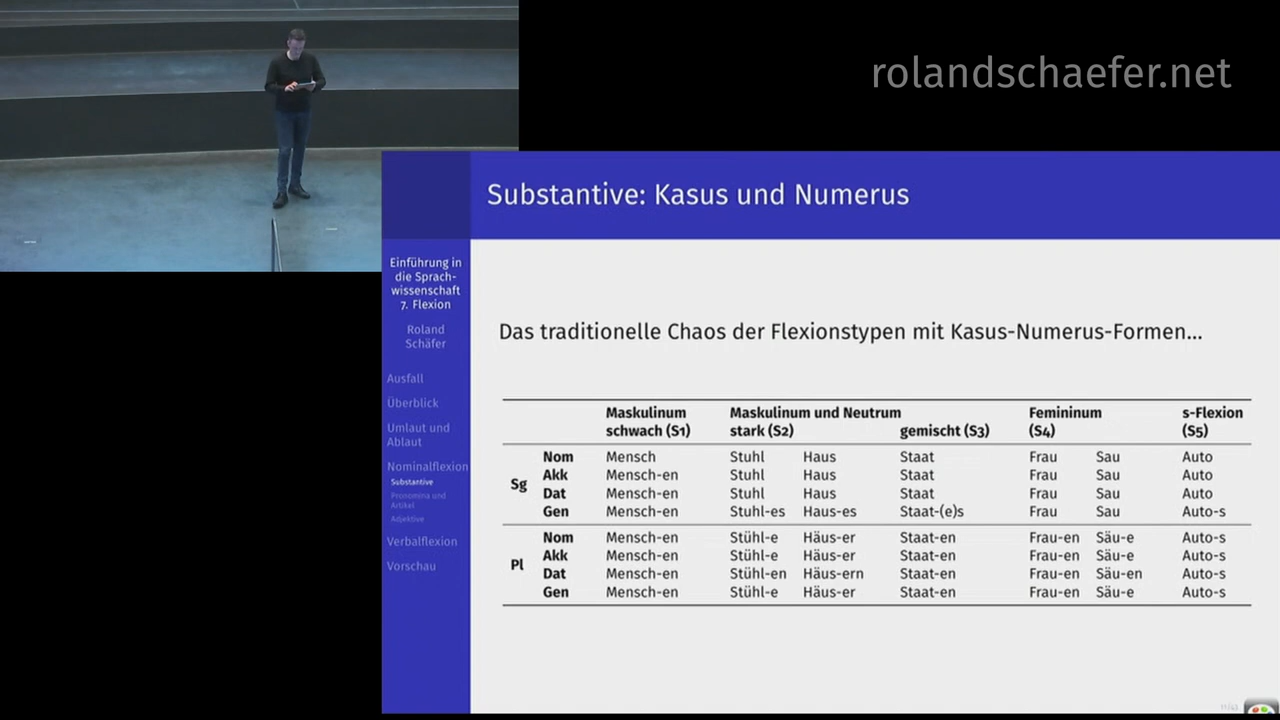 rolandschaefer.net
Substantive: Kasus und Numerus
Einführung in
die Sprach-
wissenschaft
7. Flexion
Roland
Schäfer
Ausfall
Überblick
Umlaut und
Ablaut
Nominalflexion
Substantive
Pronomina und
Artikel
Adjektive
Verbalflexion
Vorschau
Das traditionelle Chaos der Flexionstypen mit Kasus-Numerus-Formen...
Maskulinum Maskulinum und Neutrum Femininum s-Flexion
schwach (S1) stark (S2) gemischt (S3) (S4) (S5)
Nom Mensch Stuhl Haus Staat Frau Sau Auto
Akk Mensch-en Stuhl Haus Staat Frau Sau Auto
Sg
Dat Mensch-en Stuhl Haus Staat Frau Sau Auto
Gen Mensch-en Stuhl-es Haus-es Staat-(e)s Frau Sau Auto-s
Nom Mensch-en Stühl-e Häus-er Staat-en Frau-en Säu-e Auto-s
Akk Mensch-en Stühl-e Häus-er Staat-en Frau-en Säu-e Auto-s
Pl
Dat Mensch-en Stühl-en Häus-ern Staat-en Frau-en Säu-en Auto-s
Gen Mensch-en Stühl-e Häus-er Staat-en Frau-en Säu-e Auto-s